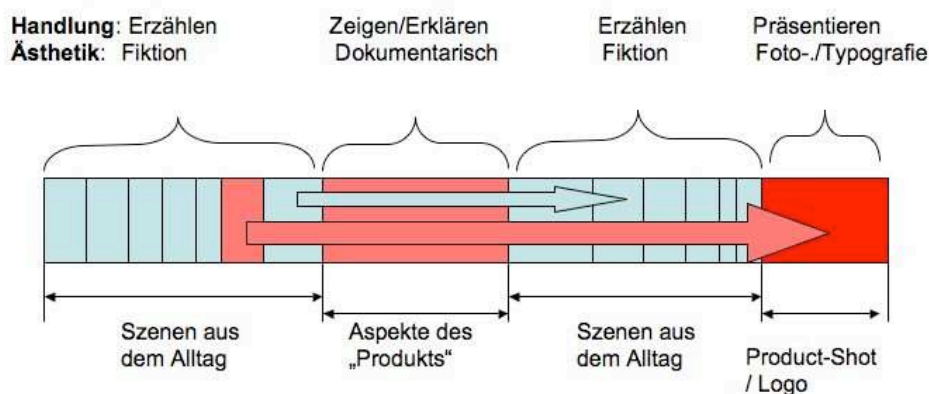 Handlung: Erzählen Zeigen/Erklären Erzählen Präsentieren
Ästhetik: Fiktion Dokumentarisch Fiktion Foto-./Typografie
Szenen aus
dem Alltag
Aspekte des
„Produkts“
Szenen aus
dem Alltag
Product-Shot
/ Logo